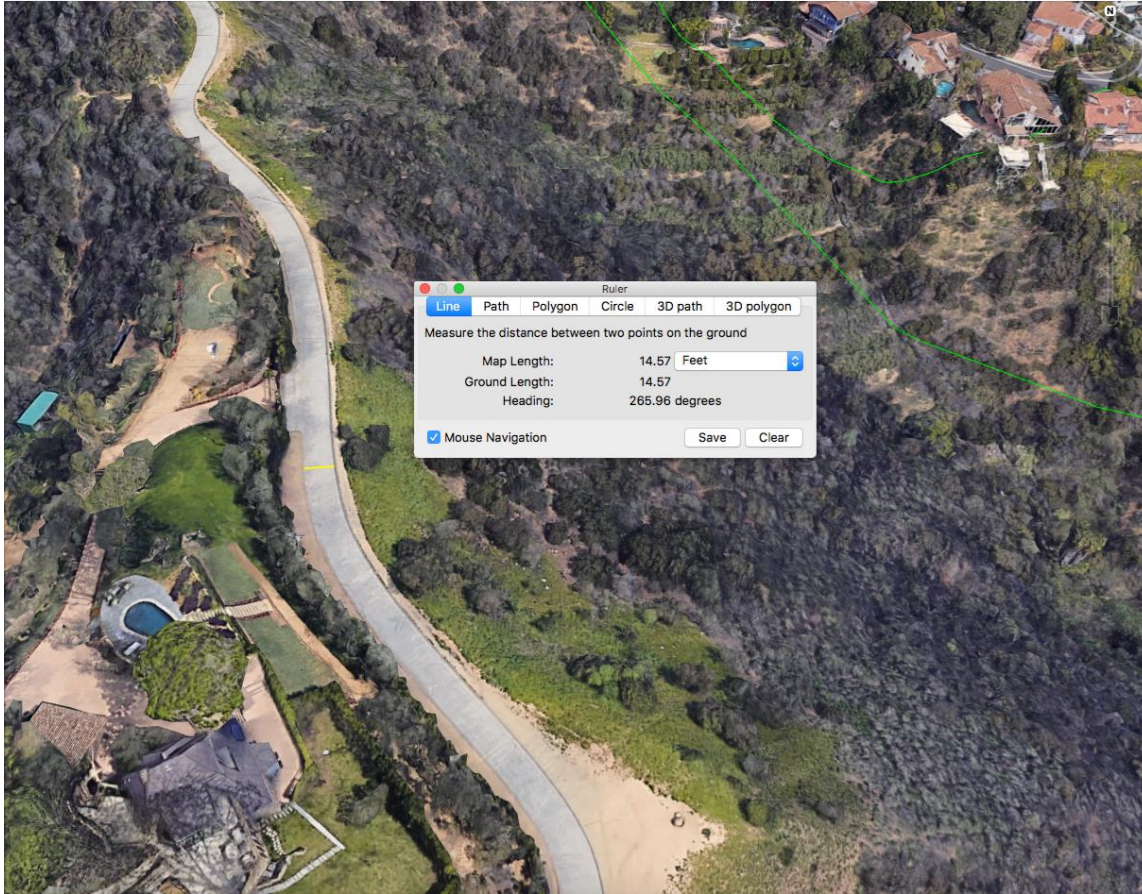 N
Ruler
Line Path Polygon Circle 3D path 3D polygon
Measure the distance between two points on the ground
Map Length: 14.57 Feet
Ground Length: 14.57
Heading: 265.96 degrees
Mouse Navigation Save Clear